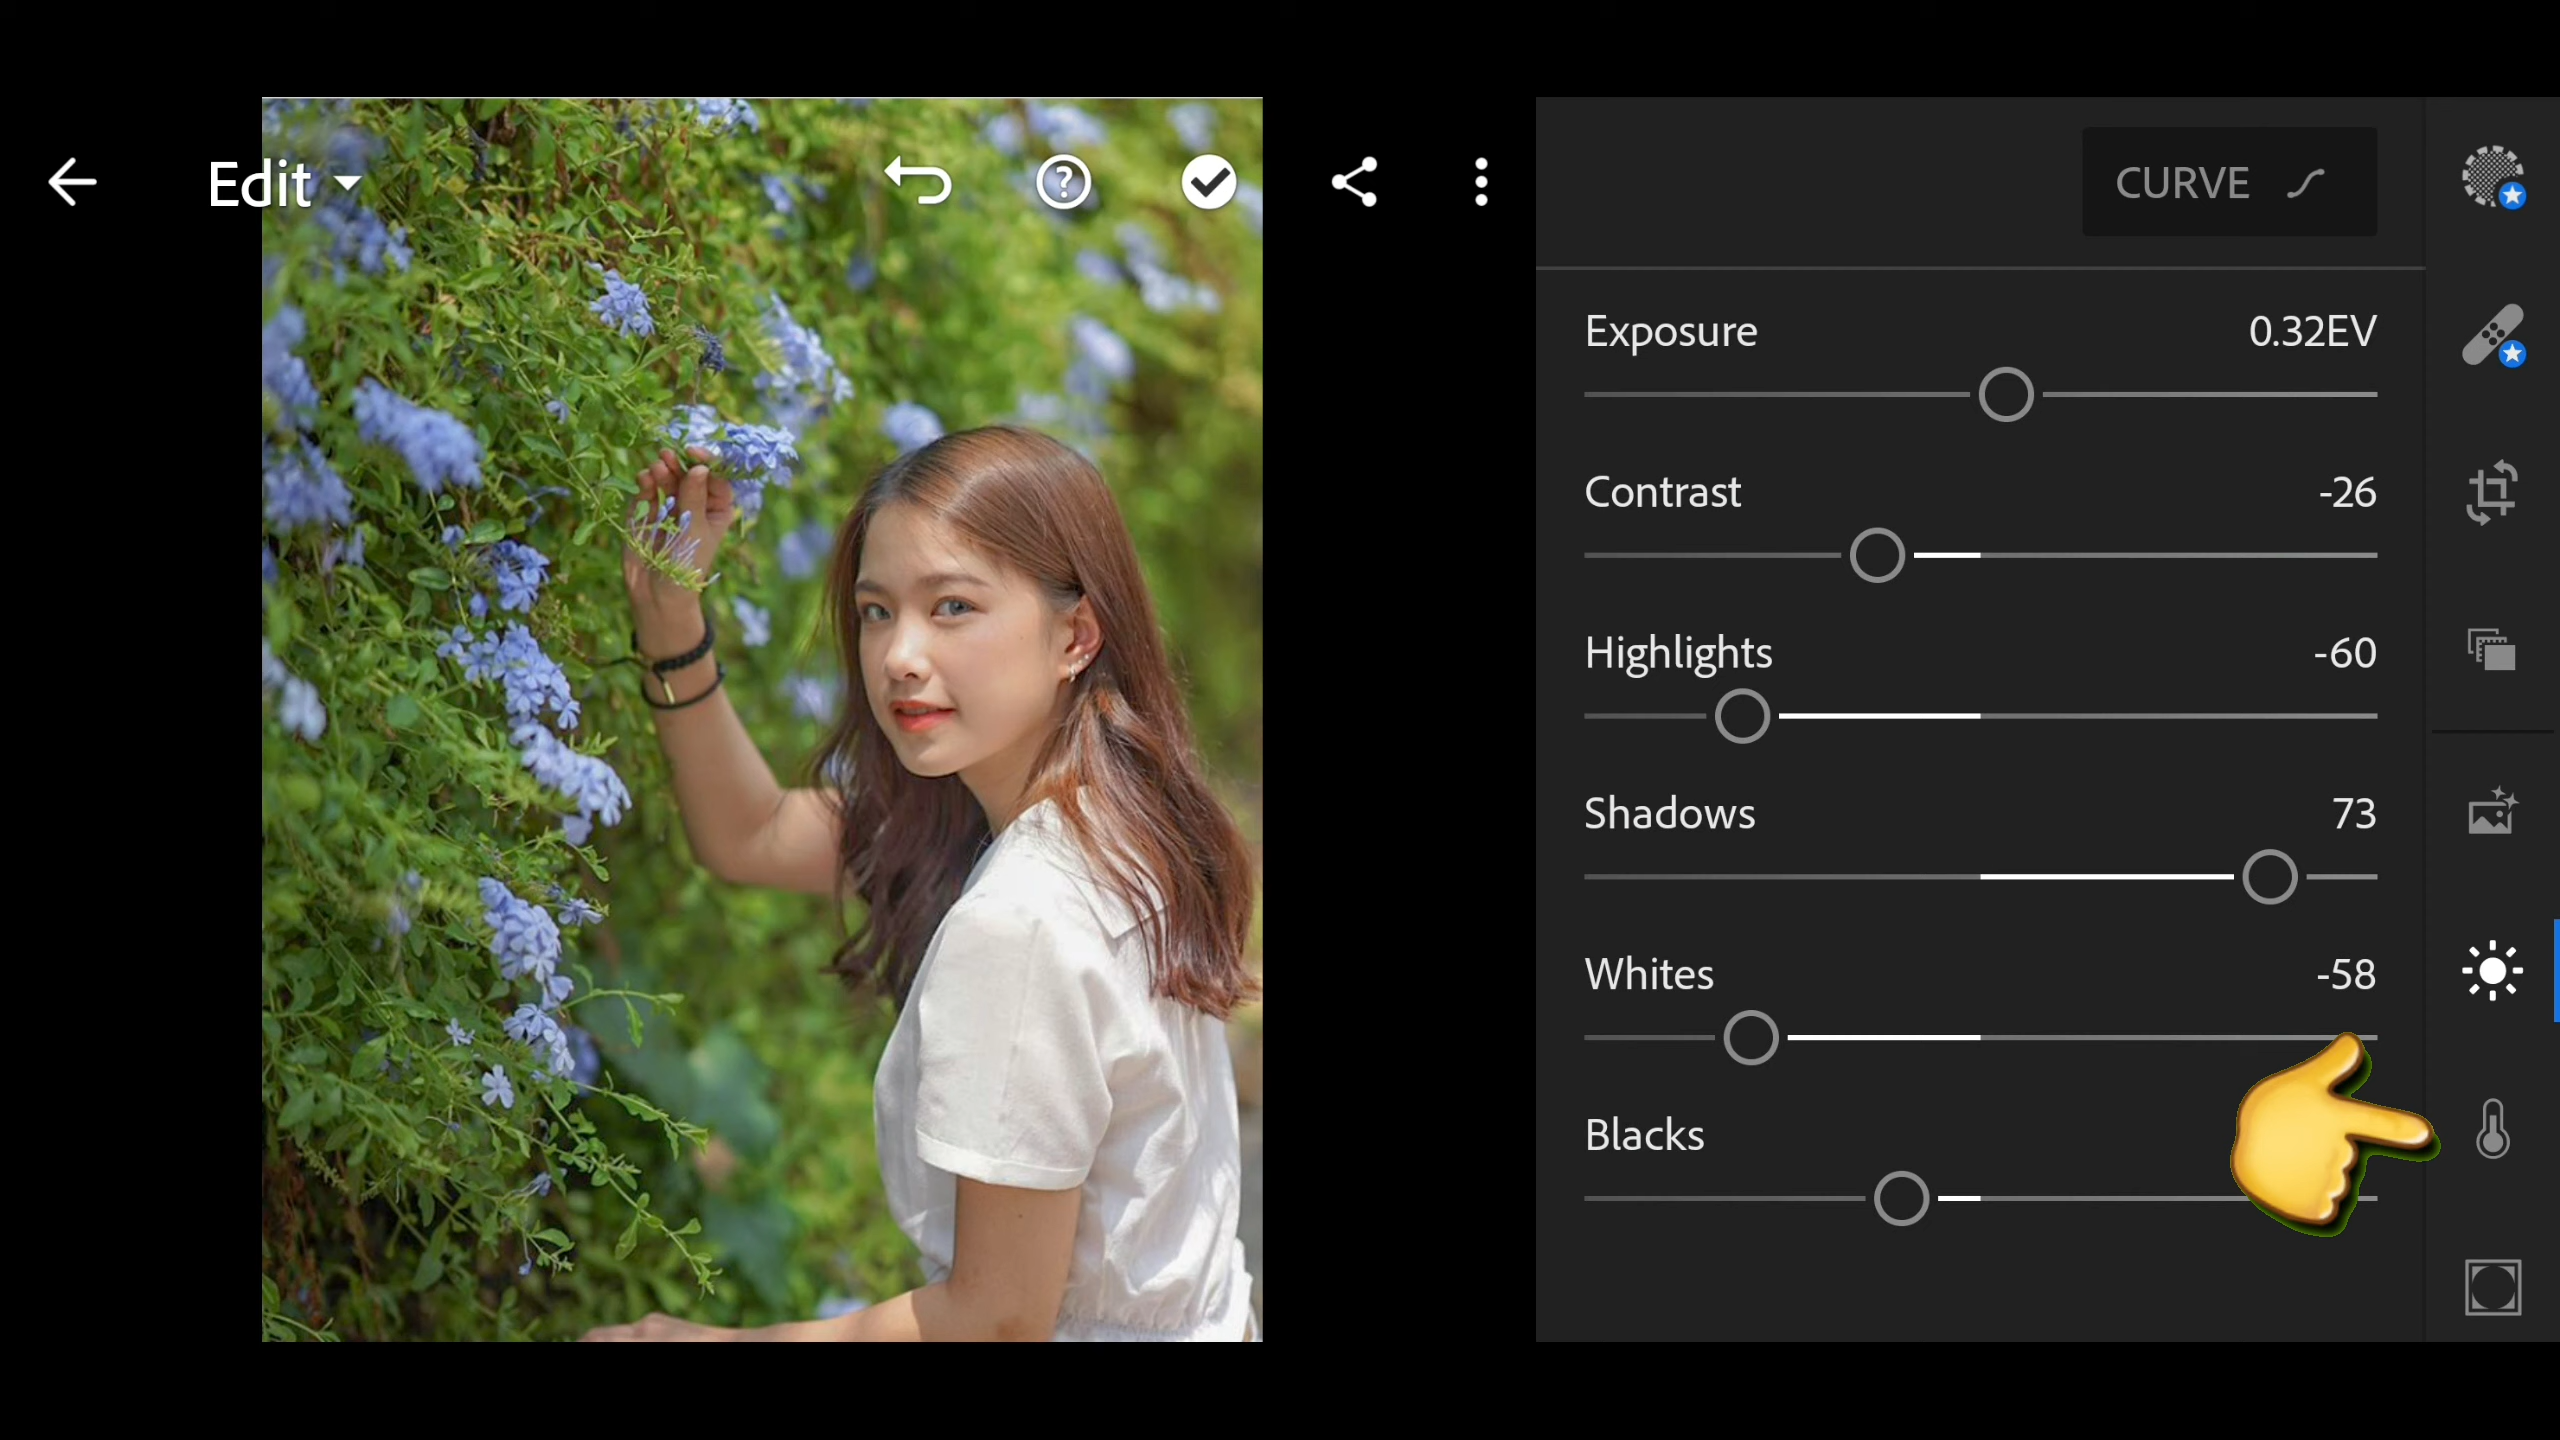 Edit
CURVE
Exposure 0.32EV
Contrast -26
Highlights -60
Shadows 73
Whites -58
Blacks